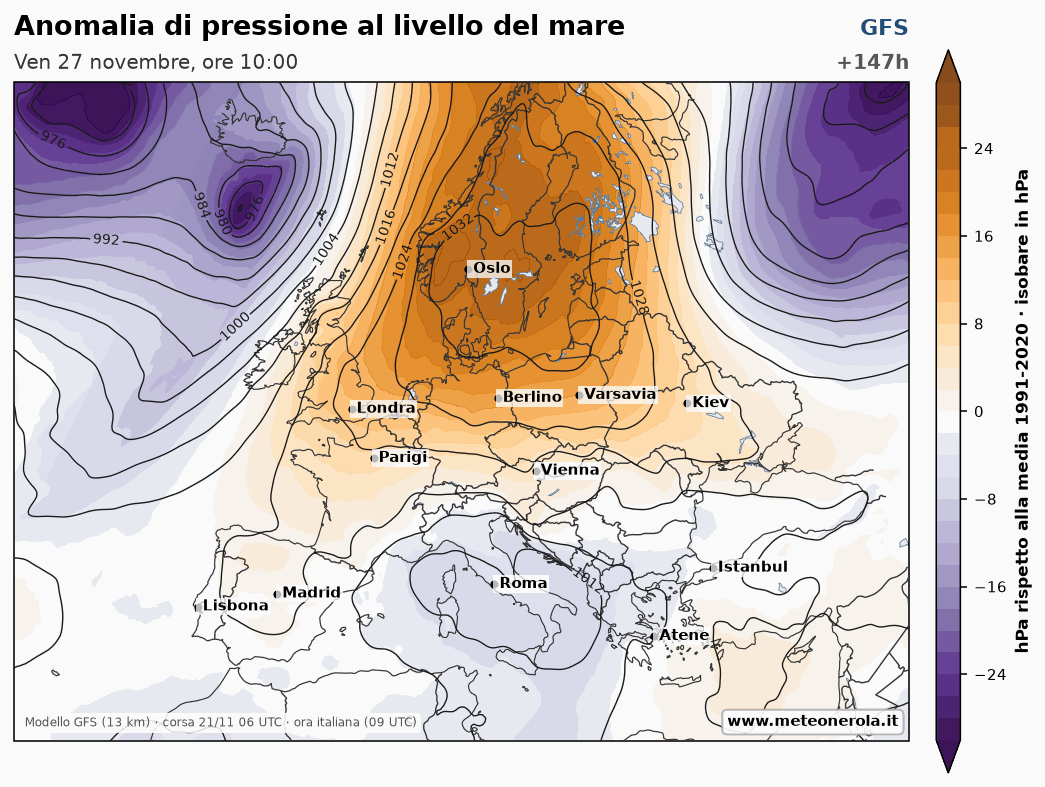 Anomalia di pressione al livello del mare
GFS
Ven 27 novembre, ore 10:00
+147h
976
984
980
976
992
1000
1004
1012
1016
1024
1032
1028
Oslo
Londra
Berlino
Varsavia
Kiev
Parigi
Vienna
Madrid
Lisbona
Roma
Istanbul
Atene
24
16
8
0
−8
−16
−24
hPa rispetto alla media 1991-2020 · isobare in hPa
Modello GFS (13 km) · corsa 21/11 06 UTC · ora italiana (09 UTC)
www.meteonerola.it